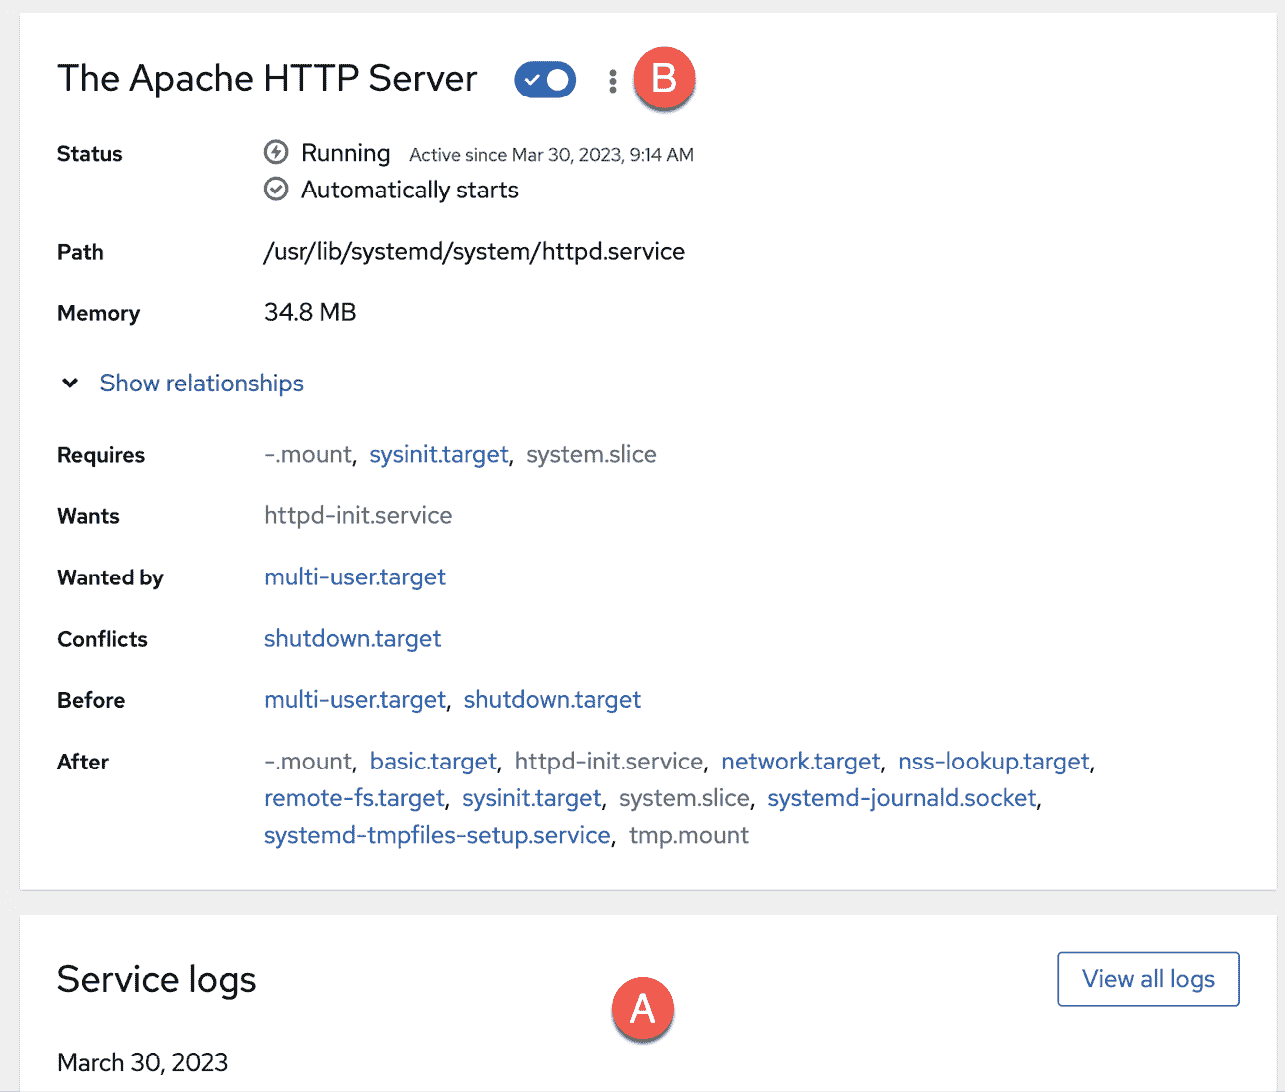 The Apache HTTP Server B
Status Running Active since Mar 30, 2023, 9:14 AM
Automatically starts
Path /usr/lib/systemd/system/httpd.service
Memory 34.8 MB
Show relationships
Requires -.mount, sysinit.target, system.slice
Wants httpd-init.service
Wanted by multi-user.target
Conflicts shutdown.target
Before multi-user.target, shutdown.target
After -.mount, basic.target, httpd-init.service, network.target, nss-lookup.target,
remote-fs.target, sysinit.target, system.slice, systemd-journald.socket,
systemd-tmpfiles-setup.service, tmp.mount
Service logs A View all logs
March 30, 2023